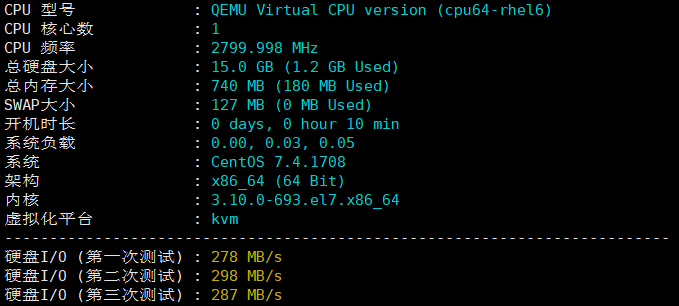 CPU 型号 : QEMU Virtual CPU version (cpu64-rhel6)
CPU 核心数 : 1
CPU 频率 : 2799.998 MHz
总硬盘大小 : 15.0 GB (1.2 GB Used)
总内存大小 : 740 MB (180 MB Used)
SWAP大小 : 127 MB (0 MB Used)
开机时长 : 0 days, 0 hour 10 min
系统负载 : 0.00, 0.03, 0.05
系统 : CentOS 7.4.1708
架构 : x86_64 (64 Bit)
内核 : 3.10.0-693.el7.x86_64
虚拟化平台 : kvm
----------------------------------------------------------------------
硬盘I/O (第一次测试) : 278 MB/s
硬盘I/O (第二次测试) : 298 MB/s
硬盘I/O (第三次测试) : 287 MB/s